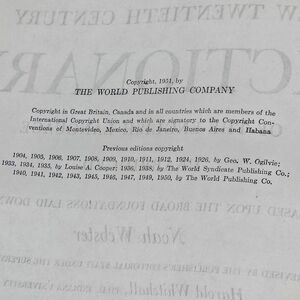 Copyright, 1951, by
THE WORLD PUBLISHING COMPANY
Copyright in Great Britain, Canada and in all countries which are members of the
International Copyright Union and which are signatory to the Copyright Con-
ventions of Montevideo, Mexico, Rio de Janeiro, Buenos Aires and Habana
Previous editions copyright
1904, 1905, 1906, 1907, 1908, 1909, 1910, 1911, 1912, 1924, 1926, by Geo. W. Ogilvie;
1933, 1934, 1935, by Louise A. Cooper; 1936, 1938, by The World Syndicate Publishing Co.;
1940, 1941, 1942, 1943, 1945, 1946, 1947, 1949, 1950, by The World Publishing Co.
W TWENTIETH CENTURY
CTIONARY
ASED UPON THE BROAD FOUNDATIONS LAID DOW
Noah Webster
Harold Whitehall,